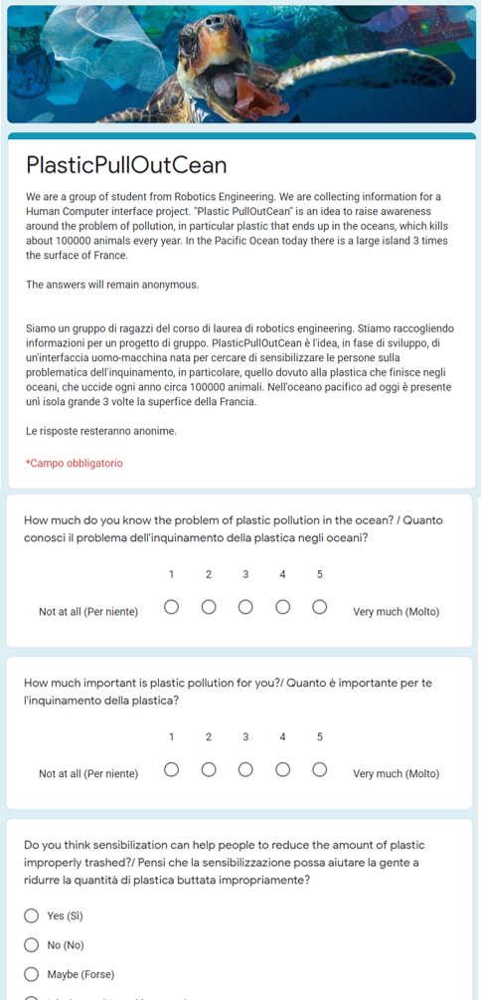 PlasticPullOutCean
We are a group of student from Robotics Engineering. We are collecting information for a
Human Computer interface project. "Plastic PullOutCean" is an idea to raise awareness
around the problem of pollution, in particular plastic that ends up in the oceans, which kills
about 100000 animals every year. In the Pacific Ocean today there is a large island 3 times
the surface of France.
The answers will remain anonymous.
Siamo un gruppo di ragazzi del corso di laurea di robotics engineering. Stiamo raccogliendo
informazioni per un progetto di gruppo. PlasticPullOutCean è l'idea, in fase di sviluppo, di
un'interfaccia uomo-macchina nata per cercare di sensibilizzare le persone sulla
problematica dell'inquinamento, in particolare, quello dovuto alla plastica che finisce negli
oceani, che uccide ogni anno circa 100000 animali. Nell'oceano pacifico ad oggi è presente
unì isola grande 3 volte la superfice della Francia.
Le risposte resteranno anonime.
*Campo obbligatorio
How much do you know the problem of plastic pollution in the ocean? / Quanto
conosci il problema dell'inquinamento della plastica negli oceani?
1 2 3 4 5
Not at all (Per niente) Very much (Molto)
How much important is plastic pollution for you?/ Quanto è importante per te
l'inquinamento della plastica?
1 2 3 4 5
Not at all (Per niente) Very much (Molto)
Do you think sensibilization can help people to reduce the amount of plastic
improperly trashed?/ Pensi che la sensibilizzazione possa aiutare la gente a
ridurre la quantità di plastica buttata impropriamente?
Yes (Sì)
No (No)
Maybe (Forse)